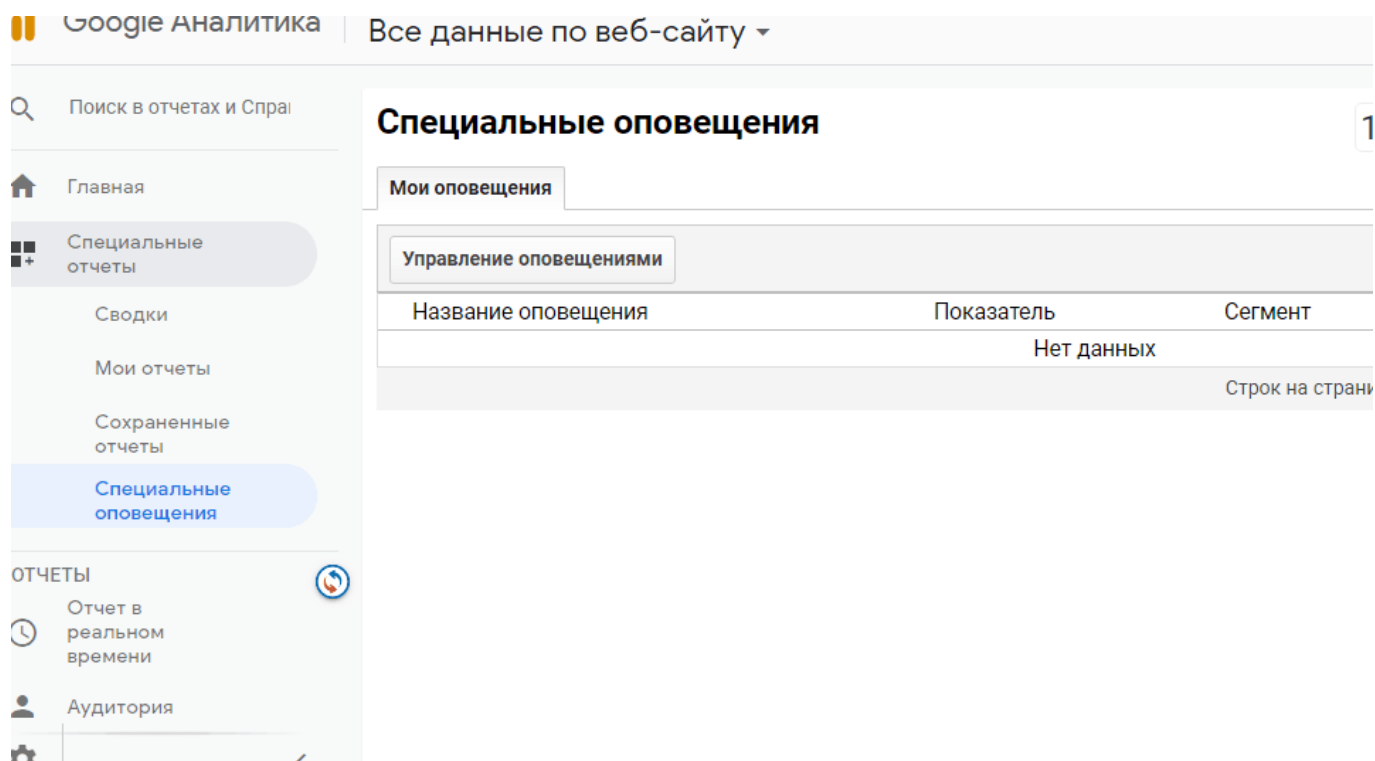 Google Аналитика
Все данные по веб-сайту
Поиск в отчетах и
Главная
Специальные
отчеты
Сводки
Мои отчеты
Сохраненные
отчеты
Специальные
оповещения
ОТЧЕТЫ
Отчет в
реальном
времени
Аудитория
Специальные оповещения
1
Мои оповещения
Управление оповещениями
Название оповещения Показатель Сегмент
Нет данных
Строк на